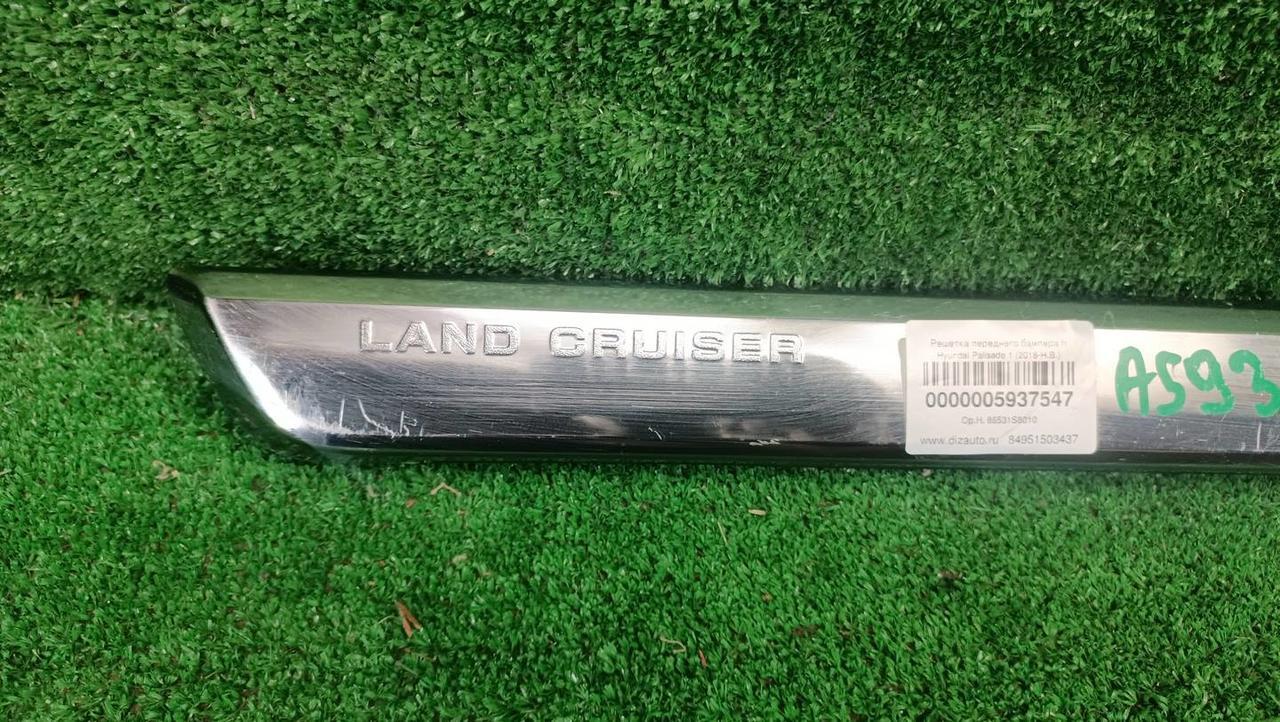 LAND CRUISER
Решетка переднего бампера н
Hyundai Palisade 1 (2018-Н.В.)
0000005937547
Ор.Н. 86531S8010
www.dizauto.ru 84951503437
A593